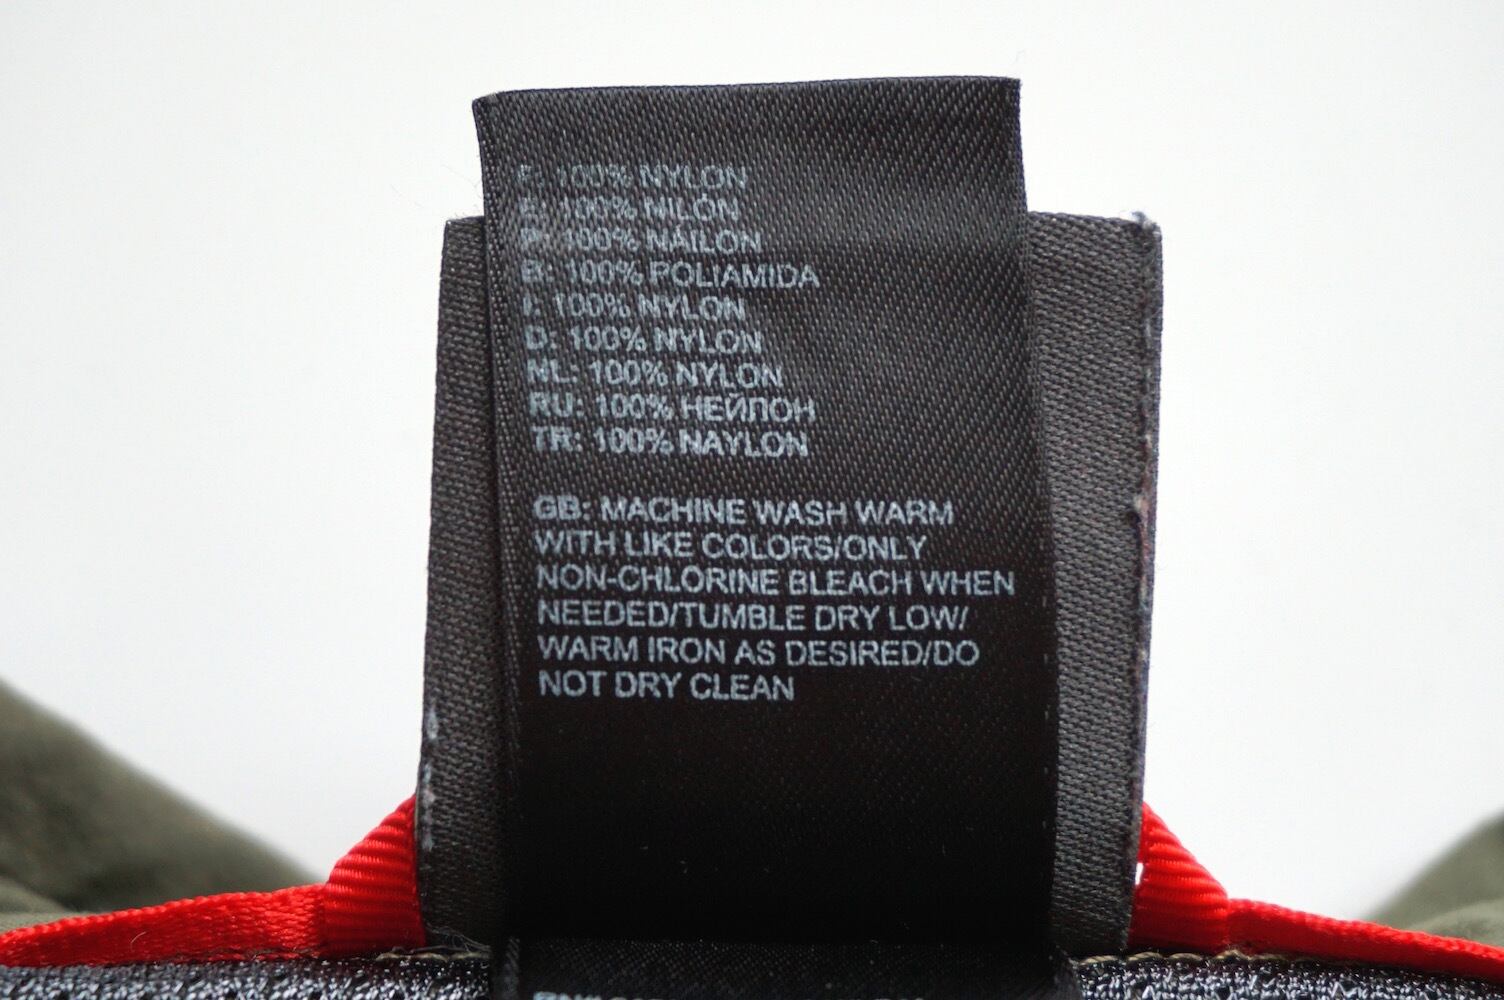 F: 100% NYLON
E: 100% NILÓN
P: 100% NÁILON
B: 100% POLIAMIDA
I: 100% NYLON
D: 100% NYLON
NL: 100% NYLON
RU: 100% НЕЙЛОН
TR: 100% NAYLON
GB: MACHINE WASH WARM
WITH LIKE COLORS/ONLY
NON-CHLORINE BLEACH WHEN
NEEDED/TUMBLE DRY LOW/
WARM IRON AS DESIRED/DO
NOT DRY CLEAN